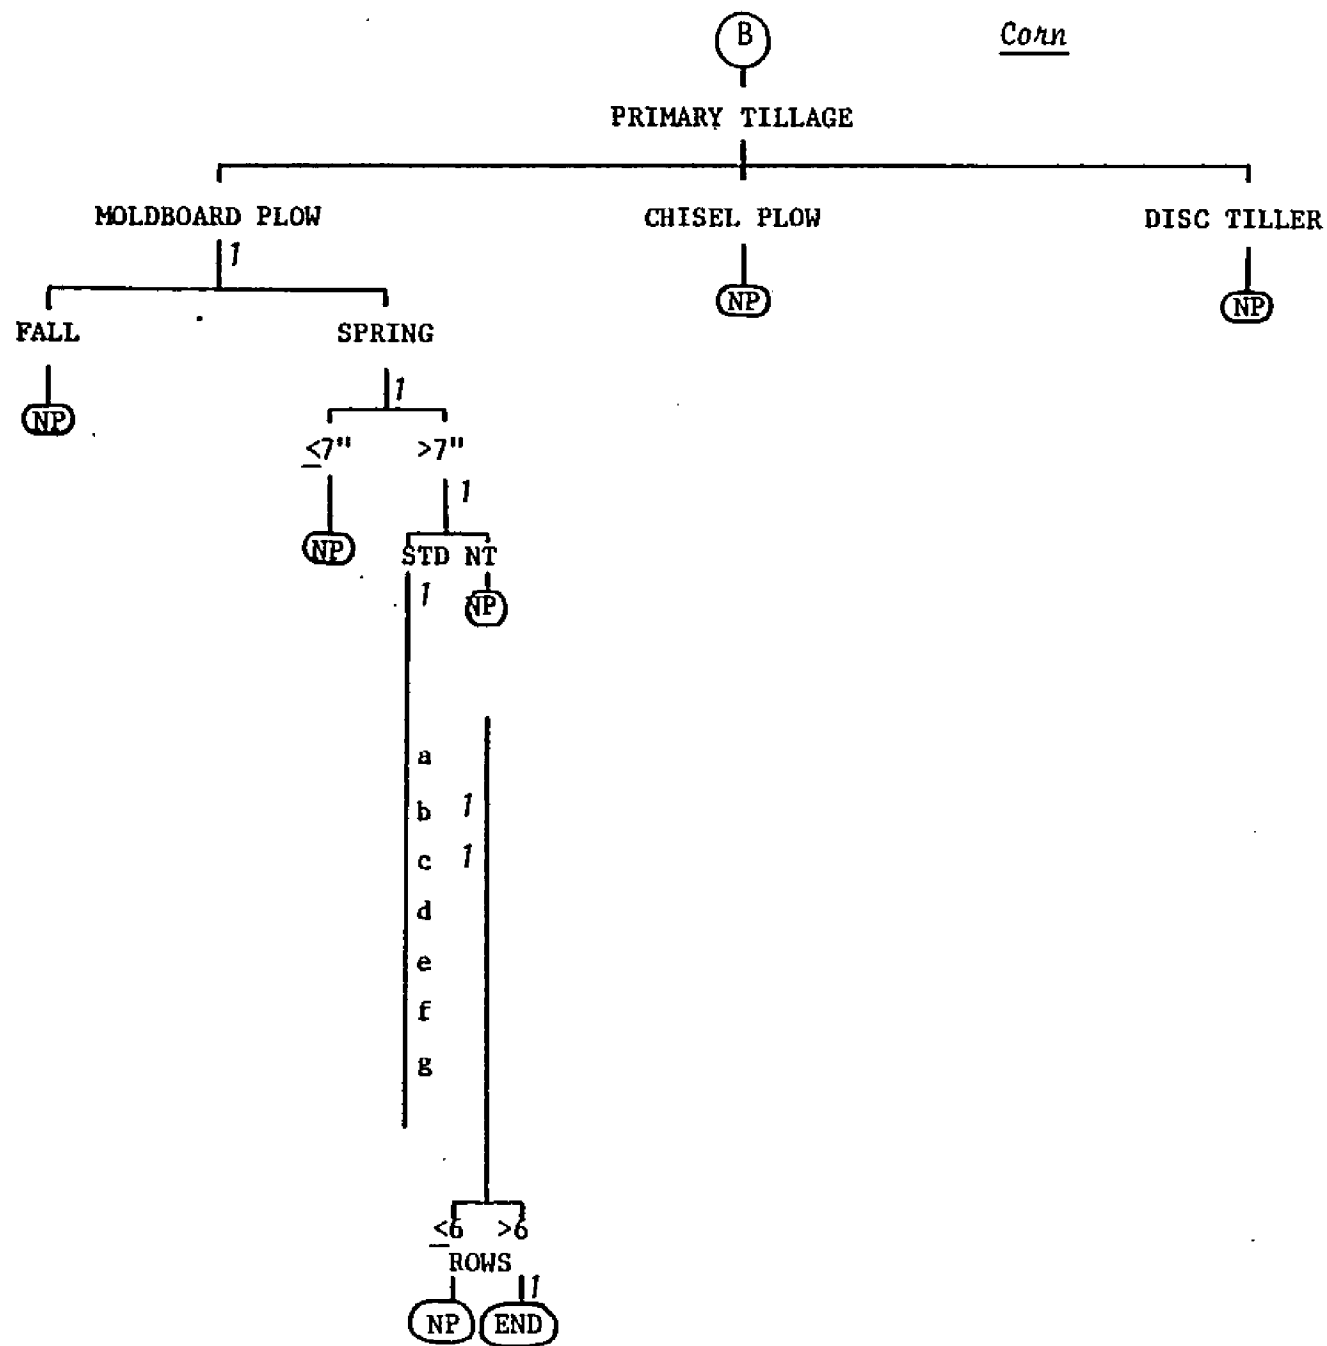 B Corn
PRIMARY TILLAGE
MOLDBOARD PLOW CHISEL PLOW DISC TILLER
1
NP NP
FALL SPRING
1
NP
≤7" >7"
1
NP STD NT
1 NP
a
b 1
c 1
d
e
f
g
≤6 >6
ROWS
1
NP END